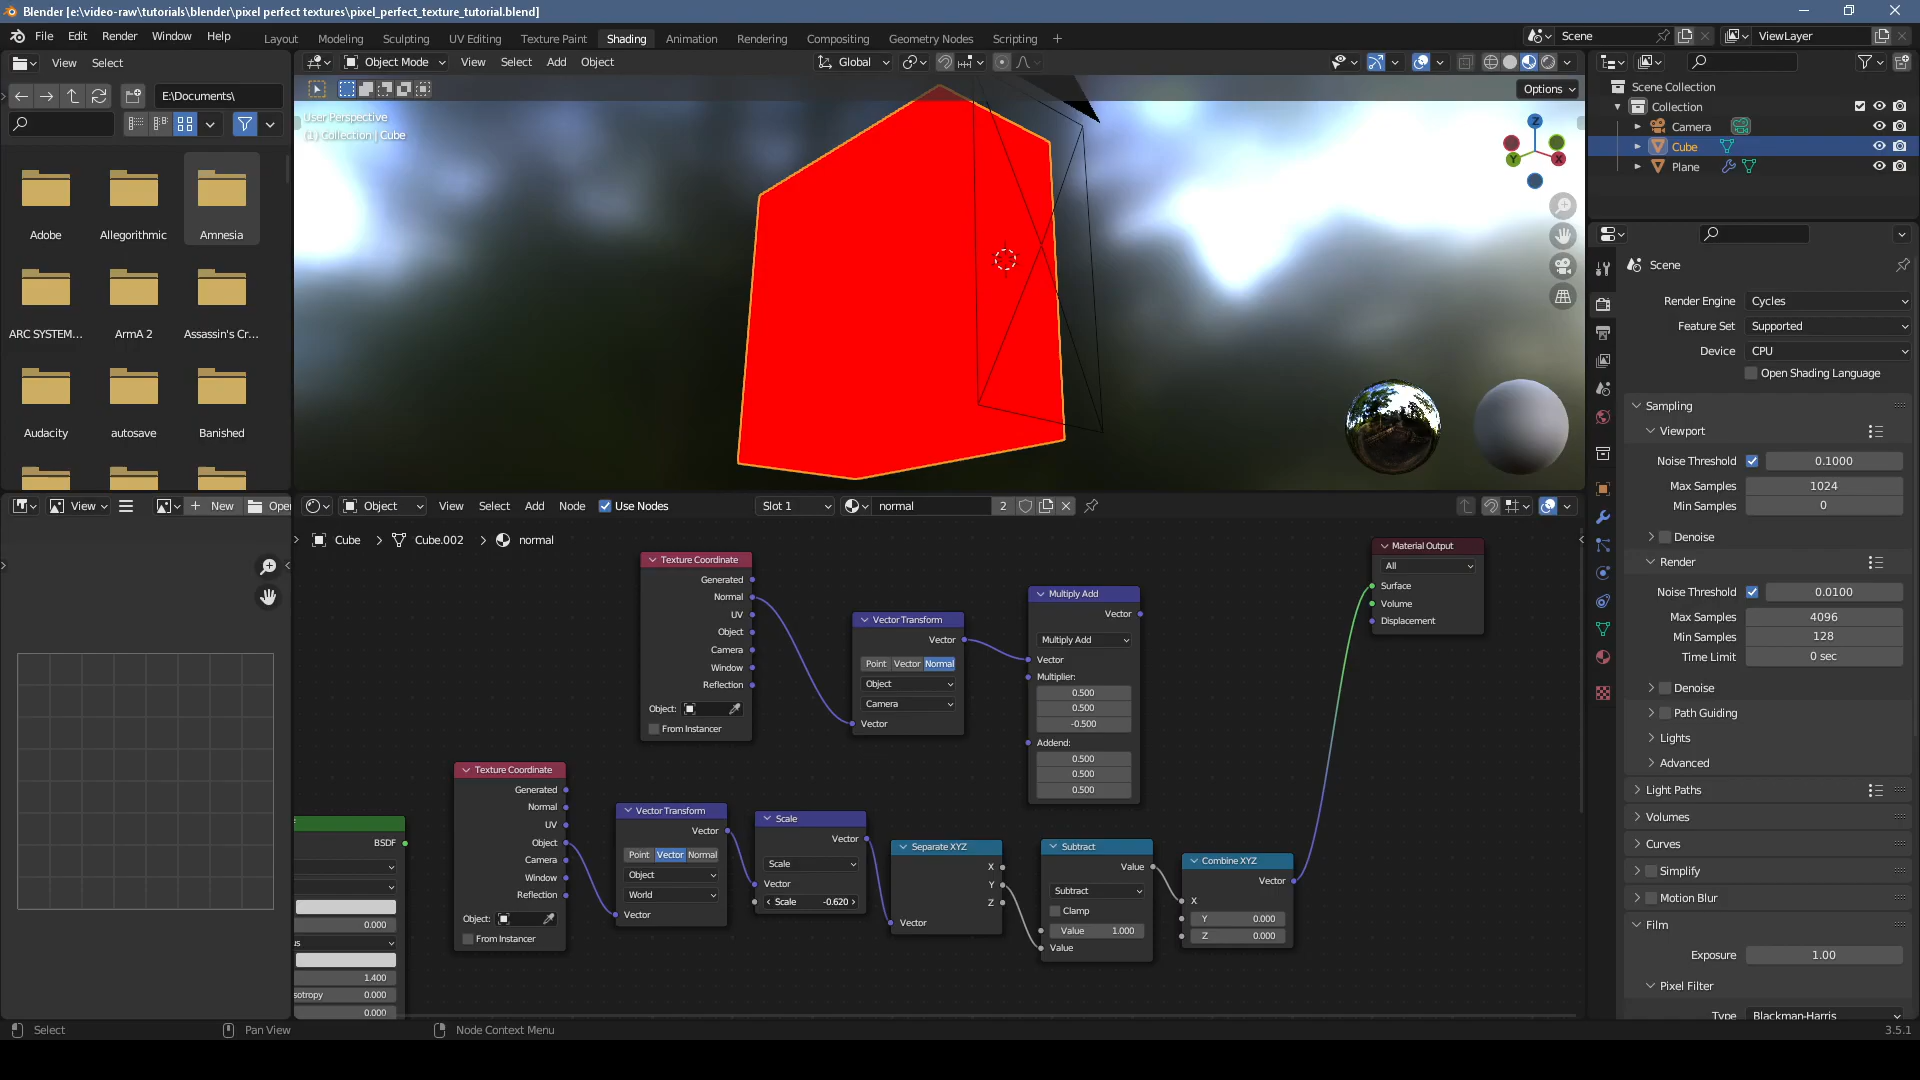 Blender [e:\video-raw\tutorials\blender\pixel perfect textures\pixel_perfect_texture_tutorial.blend]
File Edit Render Window Help
Layout Modeling Sculpting UV Editing Texture Paint Shading Animation Rendering Compositing Geometry Nodes Scripting +
Scene
ViewLayer
View Select
E:\Documents\
Adobe
Allegorithmic
Amnesia
ARC SYSTEM...
ArmA 2
Assassin's Cr...
Audacity
autosave
Banished
Object Mode View Select Add Object
Global
Options
User Perspective
(1) Collection | Cube
Z
Y
X
Scene Collection
Collection
Camera
Cube
Plane
Scene
Render Engine Cycles
Feature Set Supported
Device CPU
Open Shading Language
Sampling
Viewport
Noise Threshold 0.1000
Max Samples 1024
Min Samples 0
Denoise
Render
Noise Threshold 0.0100
Max Samples 4096
Min Samples 128
Time Limit 0 sec
Denoise
Path Guiding
Lights
Advanced
Light Paths
Volumes
Curves
Simplify
Motion Blur
Film
Exposure 1.00
Pixel Filter
Type Blackman-Harris
View
+ New
Open
Object View Select Add Node Use Nodes
Slot 1
normal 2
Cube > Cube.002 > normal
Texture Coordinate
Generated
Normal
UV
Object
Camera
Window
Reflection
Object:
From Instancer
Vector Transform
Vector
Point Vector Normal
Object
Camera
Vector
Multiply Add
Vector
Multiply Add
Vector
Multiplier:
0.500
0.500
-0.500
Addend:
0.500
0.500
0.500
Material Output
All
Surface
Volume
Displacement
Texture Coordinate
Generated
Normal
UV
Object
Camera
Window
Reflection
Object:
From Instancer
Vector Transform
Vector
Point Vector Normal
Object
World
Vector
Scale
Vector
Scale
Vector
Scale -0.620
Separate XYZ
X
Y
Z
Vector
Subtract
Value
Subtract
Clamp
Value 1.000
Value
Combine XYZ
Vector
X
Y 0.000
Z 0.000
BSDF
0.000
us
1.400
sotropy 0.000
0.000
Select
Pan View
Node Context Menu
3.5.1